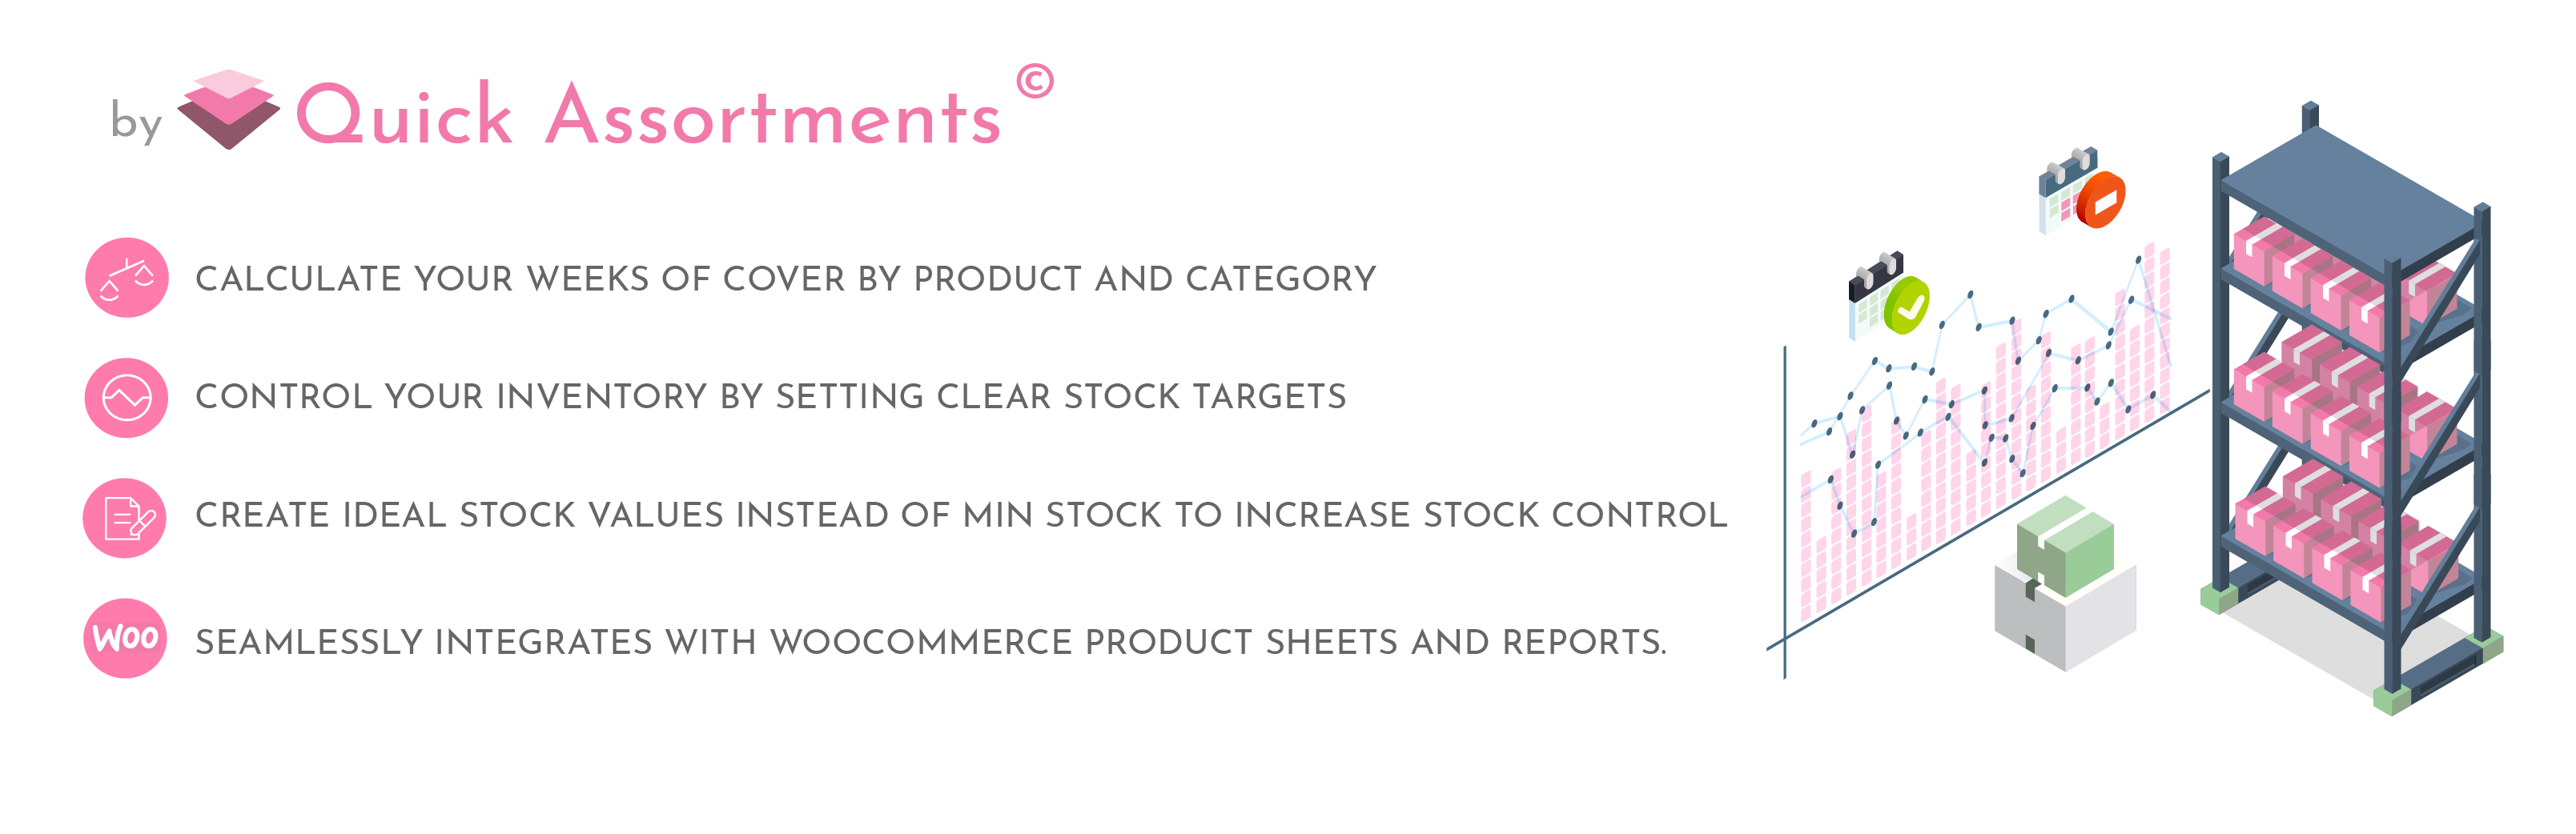 by Quick Assortments ©
CALCULATE YOUR WEEKS OF COVER BY PRODUCT AND CATEGORY
CONTROL YOUR INVENTORY BY SETTING CLEAR STOCK TARGETS
CREATE IDEAL STOCK VALUES INSTEAD OF MIN STOCK TO INCREASE STOCK CONTROL
WOO SEAMLESSLY INTEGRATES WITH WOOCOMMERCE PRODUCT SHEETS AND REPORTS.